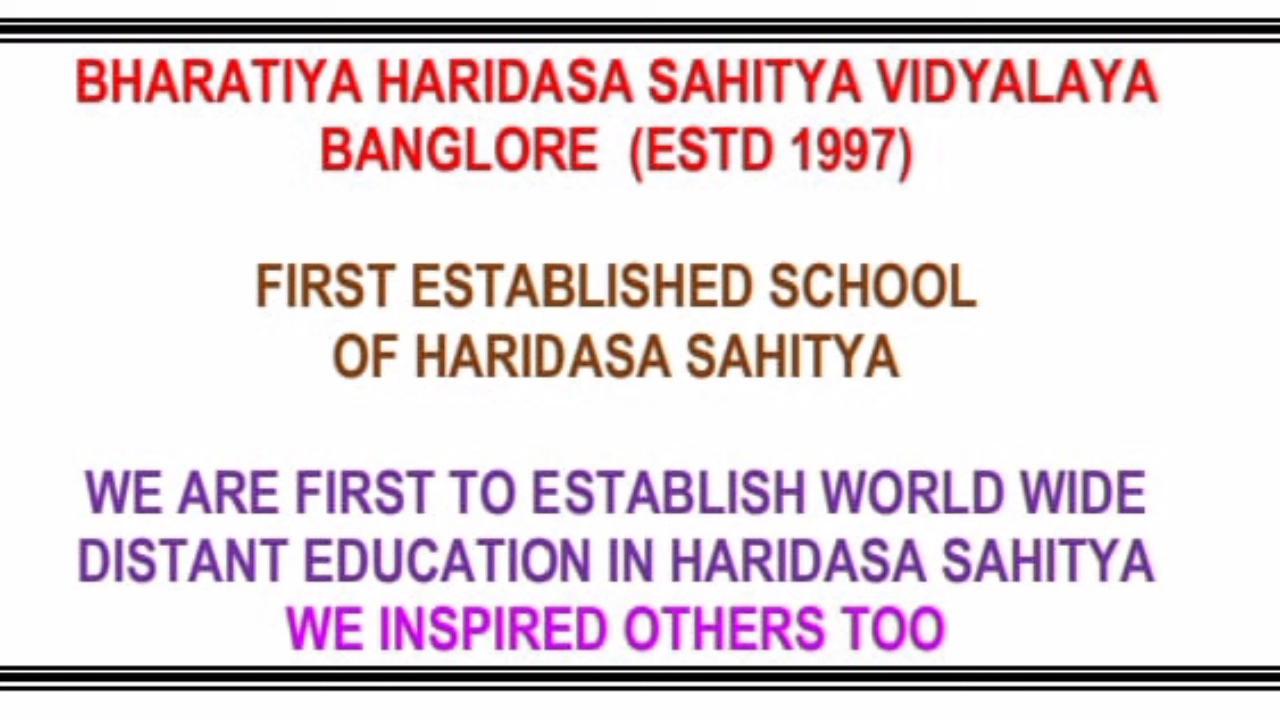 BHARATIYA HARIDASA SAHITYA VIDYALAYA
BANGLORE (ESTD 1997)
FIRST ESTABLISHED SCHOOL
OF HARIDASA SAHITYA
WE ARE FIRST TO ESTABLISH WORLD WIDE
DISTANT EDUCATION IN HARIDASA SAHITYA
WE INSPIRED OTHERS TOO